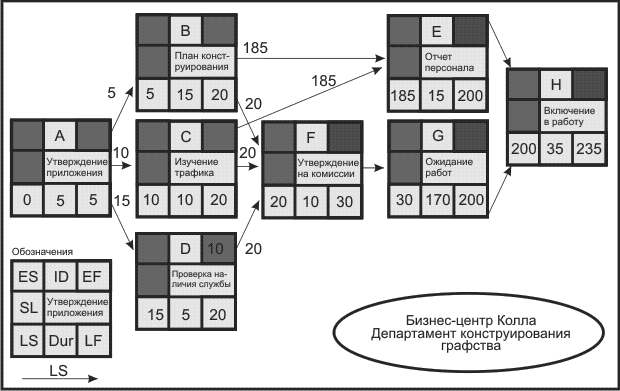 B
План конст-
руирования
5 15 20
E
Отчет
персонала
185 15 200
H
Включение
в работу
200 35 235
A
Утверждение
приложения
0 5 5
C
Изучение
трафика
10 10 20
F
Утверждение
на комиссии
20 10 30
G
Ожидание
работ
30 170 200
D 10
Проверка на-
личия службы
15 5 20
5
10
15
185
185
20
20
20
Обозначения
ES ID EF
SL Утверждение
приложения
LS Dur LF
LS
Бизнес-центр Колла
Департамент конструирования
графства